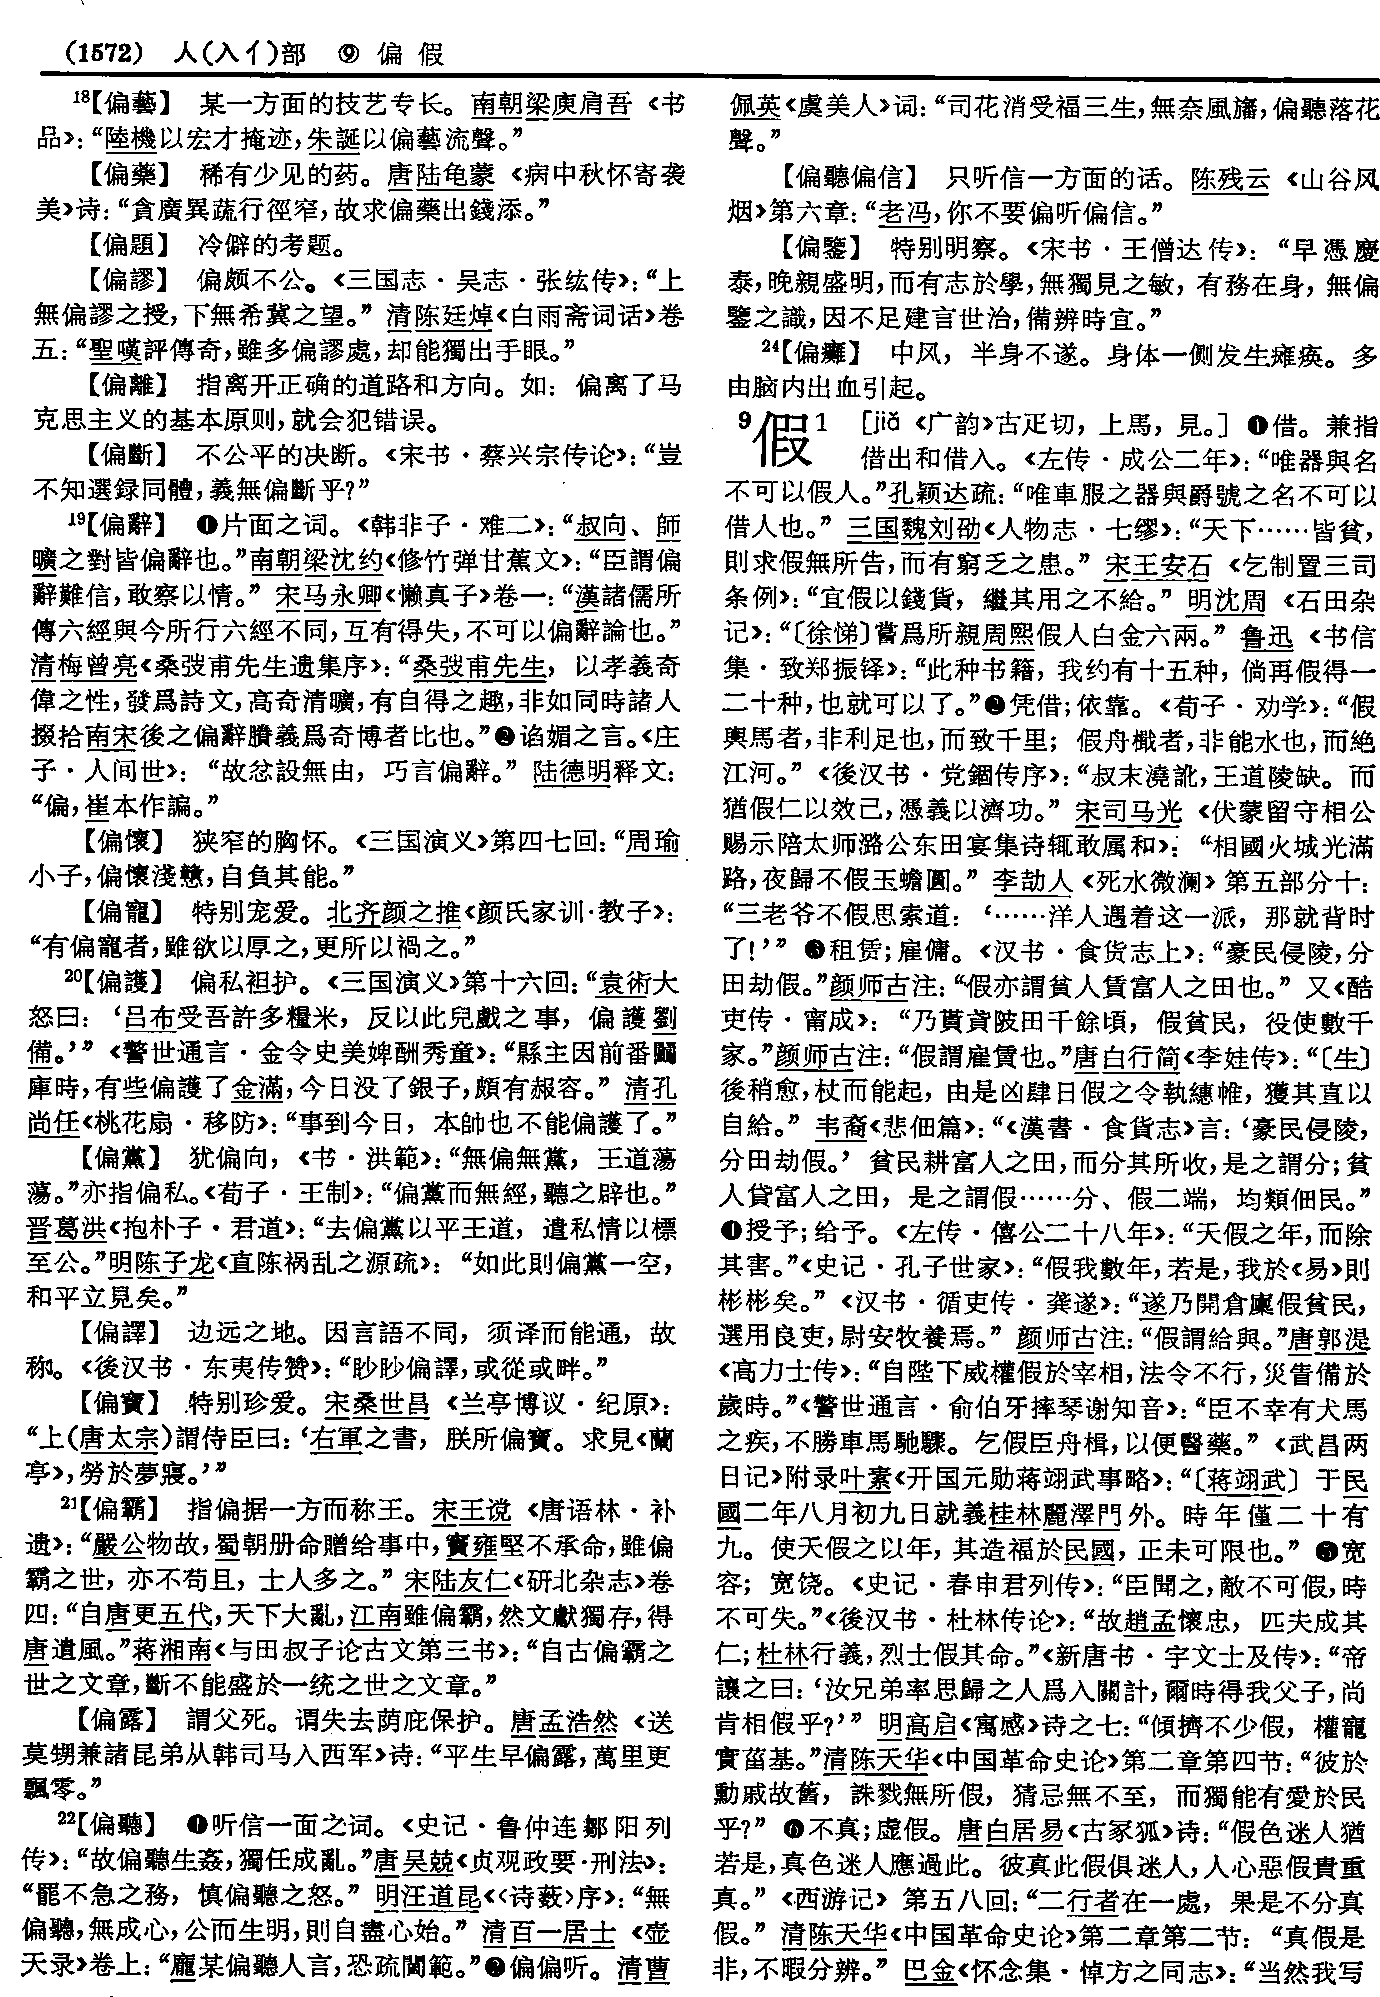 (1572) 人(入亻)部 ⑨ 偏 假
¹⁸【偏藝】 某一方面的技艺专长。南朝梁庾肩吾《书
品》：“陸機以宏才掩迹，朱誕以偏藝流聲。”
【偏藥】 稀有少见的药。唐陆龟蒙《病中秋怀寄袭
美》诗：“貪廣異蔬行徑窄，故求偏藥出錢添。”
【偏題】 冷僻的考题。
【偏謬】 偏颇不公。《三国志·吴志·张纮传》：“上
無偏謬之授，下無希冀之望。”清陈廷焯《白雨斋词话》卷
五：“聖嘆評傳奇，雖多偏謬處，却能獨出手眼。”
【偏離】 指离开正确的道路和方向。如：偏离了马
克思主义的基本原则，就会犯错误。
【偏斷】 不公平的决断。《宋书·蔡兴宗传论》：“豈
不知選録同體，義無偏斷乎？”
¹⁹【偏辭】 ❶片面之词。《韩非子·难二》：“叔向、師
曠之對皆偏辭也。”南朝梁沈约《修竹弹甘蕉文》：“臣謂偏
辭難信，敢察以情。”宋马永卿《懒真子》卷一：“漢諸儒所
傳六經與今所行六經不同，互有得失，不可以偏辭論也。”
清梅曾亮《桑弢甫先生遗集序》：“桑弢甫先生，以孝義奇
偉之性，發爲詩文，高奇清曠，有自得之趣，非如同時諸人
掇拾南宋後之偏辭賸義爲奇博者比也。”❷谄媚之言。《庄
子·人间世》：“故忿設無由，巧言偏辭。”陆德明释文：
“偏，崔本作諞。”
【偏懷】 狭窄的胸怀。《三国演义》第四七回：“周瑜
小子，偏懷淺戇，自負其能。”
【偏寵】 特别宠爱。北齐颜之推《颜氏家训·教子》：
“有偏寵者，雖欲以厚之，更所以禍之。”
²⁰【偏護】 偏私袒护。《三国演义》第十六回：“袁術大
怒曰：‘吕布受吾許多糧米，反以此兒戲之事，偏護劉
備。’”《警世通言·金令史美婢酬秀童》：“縣主因前番鬮
庫時，有些偏護了金滿，今日没了銀子，頗有赧容。”清孔
尚任《桃花扇·移防》：“事到今日，本帥也不能偏護了。”
【偏黨】 犹偏向，《书·洪範》：“無偏無黨，王道蕩
蕩。”亦指偏私。《荀子·王制》：“偏黨而無經，聽之辟也。”
晋葛洪《抱朴子·君道》：“去偏黨以平王道，遣私情以標
至公。”明陈子龙《直陈祸乱之源疏》：“如此則偏黨一空，
和平立見矣。”
【偏譯】 边远之地。因言語不同，须译而能通，故
称。《後汉书·东夷传赞》：“眇眇偏譯，或從或畔。”
【偏寶】 特别珍爱。宋桑世昌《兰亭博议·纪原》：
“上(唐太宗)謂侍臣曰：‘右軍之書，朕所偏寶。求見《蘭
亭》，勞於夢寢。’”
²¹【偏霸】 指偏据一方而称王。宋王谠《唐语林·补
遗》：“嚴公物故，蜀朝册命贈给事中，竇雍堅不承命，雖偏
霸之世，亦不苟且，士人多之。”宋陆友仁《研北杂志》卷
四：“自唐更五代，天下大亂，江南雖偏霸，然文獻獨存，得
唐遺風。”蒋湘南《与田叔子论古文第三书》：“自古偏霸之
世之文章，斷不能盛於一统之世之文章。”
【偏露】 謂父死。谓失去荫庇保护。唐孟浩然《送
莫甥兼諸昆弟从韩司马入西军》诗：“平生早偏露，萬里更
飄零。”
²²【偏聽】 ❶听信一面之词。《史记·鲁仲连鄒阳列
传》：“故偏聽生姦，獨任成亂。”唐吴兢《贞观政要·刑法》：
“罷不急之務，慎偏聽之怒。”明汪道昆《〈诗薮〉序》：“無
偏聽，無成心，公而生明，則自盡心始。”清百一居士《壶
天录》卷上：“龐某偏聽人言，恐疏閫範。”❷偏偏听。清曹
佩英《虞美人》词：“司花消受福三生，無奈風旛，偏聽落花
聲。”
【偏聽偏信】 只听信一方面的话。陈残云《山谷风
烟》第六章：“老冯，你不要偏听偏信。”
【偏鑒】 特别明察。《宋书·王僧达传》：“早憑慶
泰，晚親盛明，而有志於學，無獨見之敏，有務在身，無偏
鑒之識，因不足建言世治，備辨時宜。”
²⁴【偏癱】 中风，半身不遂。身体一侧发生瘫痪。多
由脑内出血引起。
⁹假1 [jiǎ 《广韵》古疋切，上馬，見。] ❶借。兼指
借出和借入。《左传·成公二年》：“唯器與名
不可以假人。”孔颖达疏：“唯車服之器與爵號之名不可以
借人也。”三国魏刘劭《人物志·七缪》：“天下……皆貧，
則求假無所告，而有窮乏之患。”宋王安石《乞制置三司
条例》：“宜假以錢貨，繼其用之不給。”明沈周《石田杂
记》：“〔徐悌〕嘗爲所親周熙假人白金六兩。”鲁迅《书信
集·致郑振铎》：“此种书籍，我约有十五种，倘再假得一
二十种，也就可以了。”❷凭借；依靠。《荀子·劝学》：“假
輿馬者，非利足也，而致千里；假舟檝者，非能水也，而絶
江河。”《後汉书·党錮传序》：“叔末澆訛，王道陵缺。而
猶假仁以效己，憑義以濟功。”宋司马光《伏蒙留守相公
赐示陪太师潞公东田宴集诗辄敢属和》：“相國火城光滿
路，夜歸不假玉蟾圓。”李劼人《死水微澜》第五部分十：
“三老爷不假思索道：‘……洋人遇着这一派，那就背时
了！’”❸租赁；雇傭。《汉书·食货志上》：“豪民侵陵，分
田劫假。”颜师古注：“假亦謂貧人賃富人之田也。”又《酷
吏传·甯成》：“乃貰貣陂田千餘頃，假貧民，役使數千
家。”颜师古注：“假謂雇賃也。”唐白行简《李娃传》：“〔生〕
後稍愈，杖而能起，由是凶肆日假之令執繐帷，獲其直以
自給。”韦裔《悲佃篇》：“《漢書·食貨志》言：‘豪民侵陵，
分田劫假。’貧民耕富人之田，而分其所收，是之謂分；貧
人貸富人之田，是之謂假……分、假二端，均類佃民。”
❹授予；给予。《左传·僖公二十八年》：“天假之年，而除
其害。”《史记·孔子世家》：“假我數年，若是，我於《易》則
彬彬矣。”《汉书·循吏传·龚遂》：“遂乃開倉廩假貧民，
選用良吏，尉安牧養焉。”颜师古注：“假謂給與。”唐郭湜
《高力士传》：“自陛下威權假於宰相，法令不行，災眚備於
歲時。”《警世通言·俞伯牙摔琴谢知音》：“臣不幸有犬馬
之疾，不勝車馬馳驟。乞假臣舟楫，以便醫藥。”《武昌两
日记》附录叶素《开国元勋蒋翊武事略》：“〔蒋翊武〕于民
國二年八月初九日就義桂林麗澤門外。時年僅二十有
九。使天假之以年，其造福於民國，正未可限也。”❺宽
容；宽饶。《史记·春申君列传》：“臣聞之，敵不可假，時
不可失。”《後汉书·杜林传论》：“故趙孟懷忠，匹夫成其
仁；杜林行義，烈士假其命。”《新唐书·宇文士及传》：“帝
讓之曰：‘汝兄弟率思歸之人爲入關計，爾時得我父子，尚
肯相假乎？’”明高启《寓感》诗之七：“傾擠不少假，權寵
實菑基。”清陈天华《中国革命史论》第二章第四节：“彼於
勳戚故舊，誅戮無所假，猜忌無不至，而獨能有愛於民
乎？”❻不真；虚假。唐白居易《古冢狐》诗：“假色迷人猶
若是，真色迷人應過此。彼真此假俱迷人，人心惡假貴重
真。”《西游记》第五八回：“二行者在一處，果是不分真
假。”清陈天华《中国革命史论》第二章第二节：“真假是
非，不暇分辨。”巴金《怀念集·悼方之同志》：“当然我写